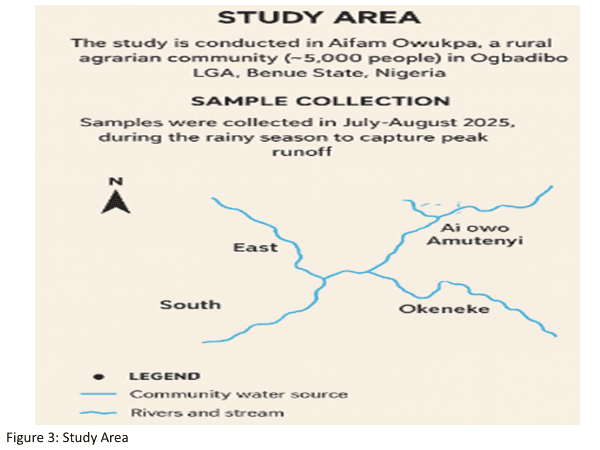 STUDY AREA
The study is conducted in Aifam Owukpa, a rural
agrarian community (~5,000 people) in Ogbadibo
LGA, Benue State, Nigeria
SAMPLE COLLECTION
Samples were collected in July-August 2025,
during the rainy season to capture peak
runoff
N
Ai owo
Amutenyi
East
South
Okeneke
LEGEND
Community water source
Rivers and stream
Figure 3: Study Area